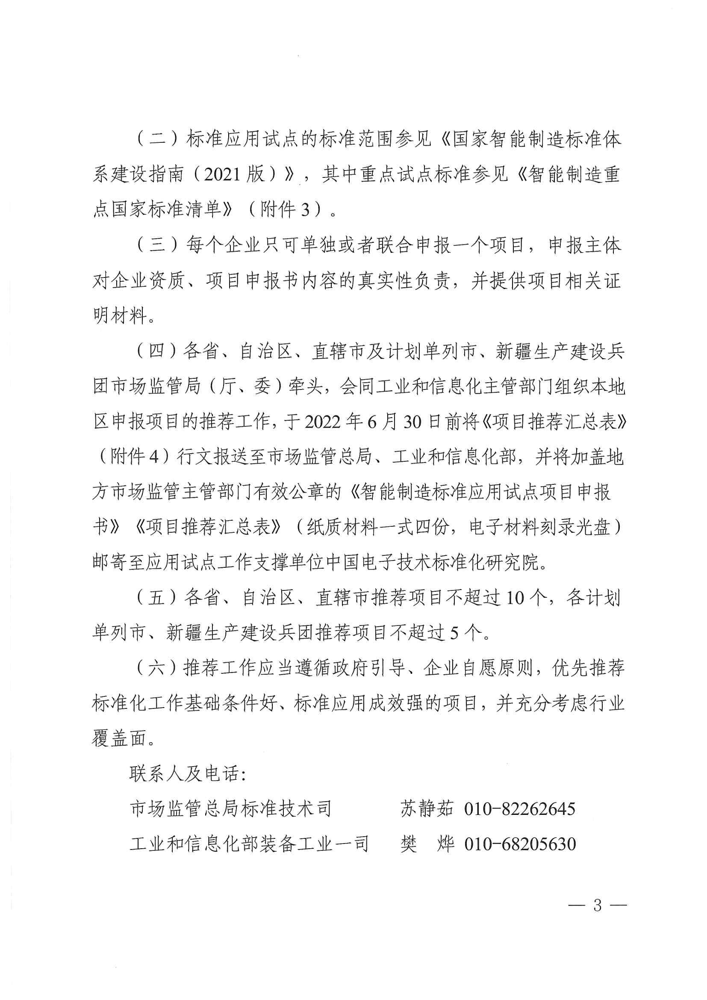 （二）标准应用试点的标准范围参见《国家智能制造标准体
系建设指南（2021 版）》，其中重点试点标准参见《智能制造重
点国家标准清单》（附件 3）。
（三）每个企业只可单独或者联合申报一个项目，申报主体
对企业资质、项目申报书内容的真实性负责，并提供项目相关证
明材料。
（四）各省、自治区、直辖市及计划单列市、新疆生产建设兵
团市场监管局（厅、委）牵头，会同工业和信息化主管部门组织本地
区申报项目的推荐工作，于 2022 年 6 月 30 日前将《项目推荐汇总表》
（附件 4）行文报送至市场监管总局、工业和信息化部，并将加盖地
方市场监管主管部门有效公章的《智能制造标准应用试点项目申报
书》《项目推荐汇总表》（纸质材料一式四份，电子材料刻录光盘）
邮寄至应用试点工作支撑单位中国电子技术标准化研究院。
（五）各省、自治区、直辖市推荐项目不超过 10 个，各计划
单列市、新疆生产建设兵团推荐项目不超过 5 个。
（六）推荐工作应当遵循政府引导、企业自愿原则，优先推荐
标准化工作基础条件好、标准应用成效强的项目，并充分考虑行业
覆盖面。
联系人及电话：
市场监管总局标准技术司 苏静茹 010-82262645
工业和信息化部装备工业一司 樊 烨 010-68205630
— 3 —